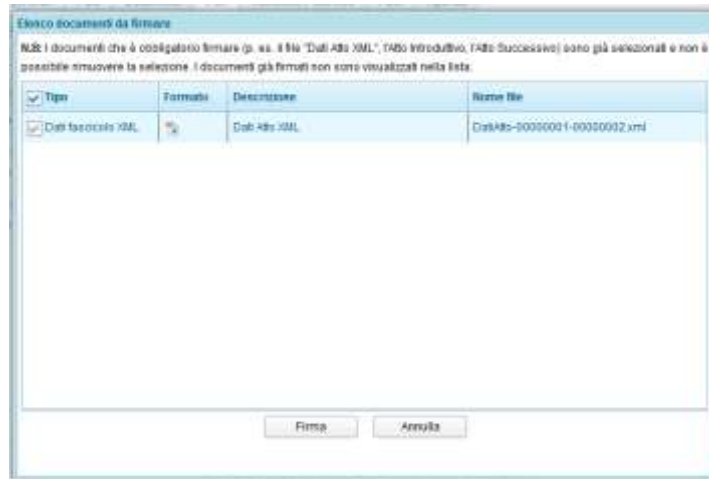 Elenco documenti da firmare
N.B: I documenti che è obbligatorio firmare (p. es. il file "Dati Atto XML", l'Atto Introduttivo, l'Atto Successivo) sono già selezionati e non è
possibile rimuovere la selezione. I documenti già firmati non sono visualizzati nella lista.
Tipo Formato Descrizione Nome file
Dati fascicolo XML Dati Atto XML DatiAtto-00000001-00000002.xml
Firma Annulla